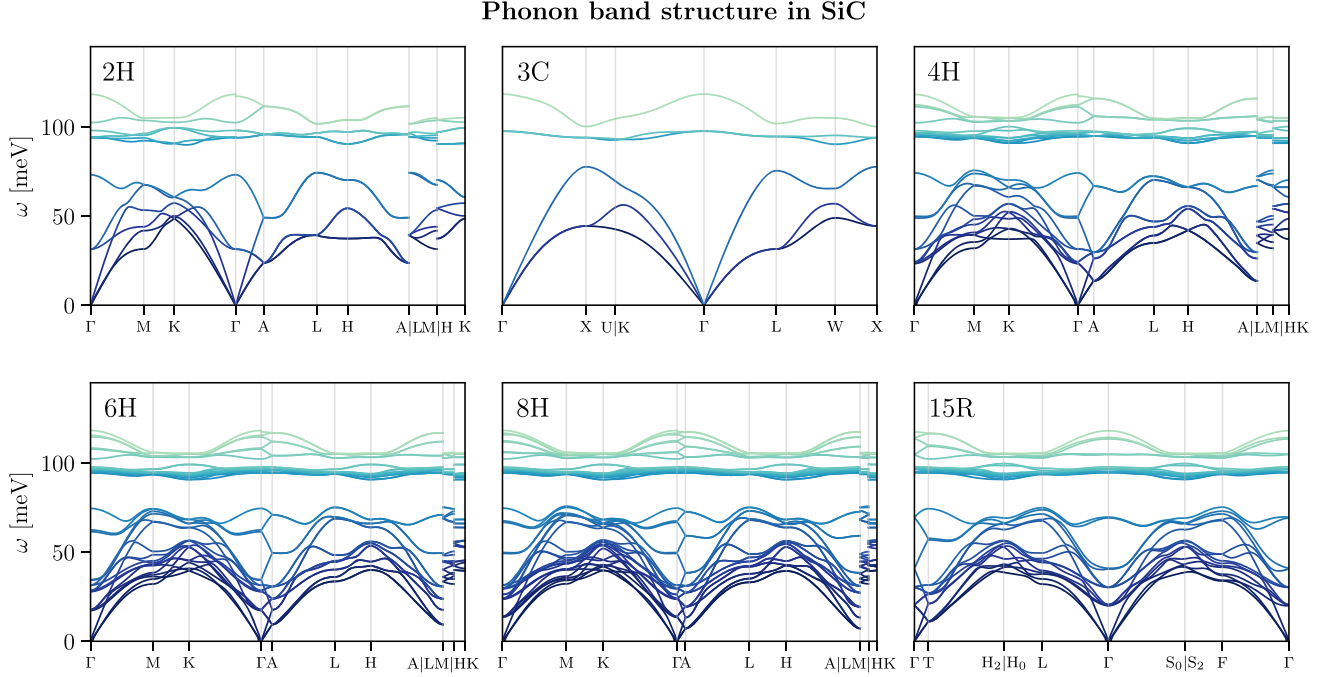 Phonon band structure in SiC
2H
3C
4H
ω [meV]
100
50
0
Γ M K Γ A L H A|LM|H K
Γ X U|K Γ L W X
Γ M K Γ A L H A|LM|HK
6H
8H
15R
ω [meV]
100
50
0
Γ M K ΓA L H A|LM|HK
Γ M K ΓA L H A|LM|HK
Γ T H₂|H₀ L Γ S₀|S₂ F Γ